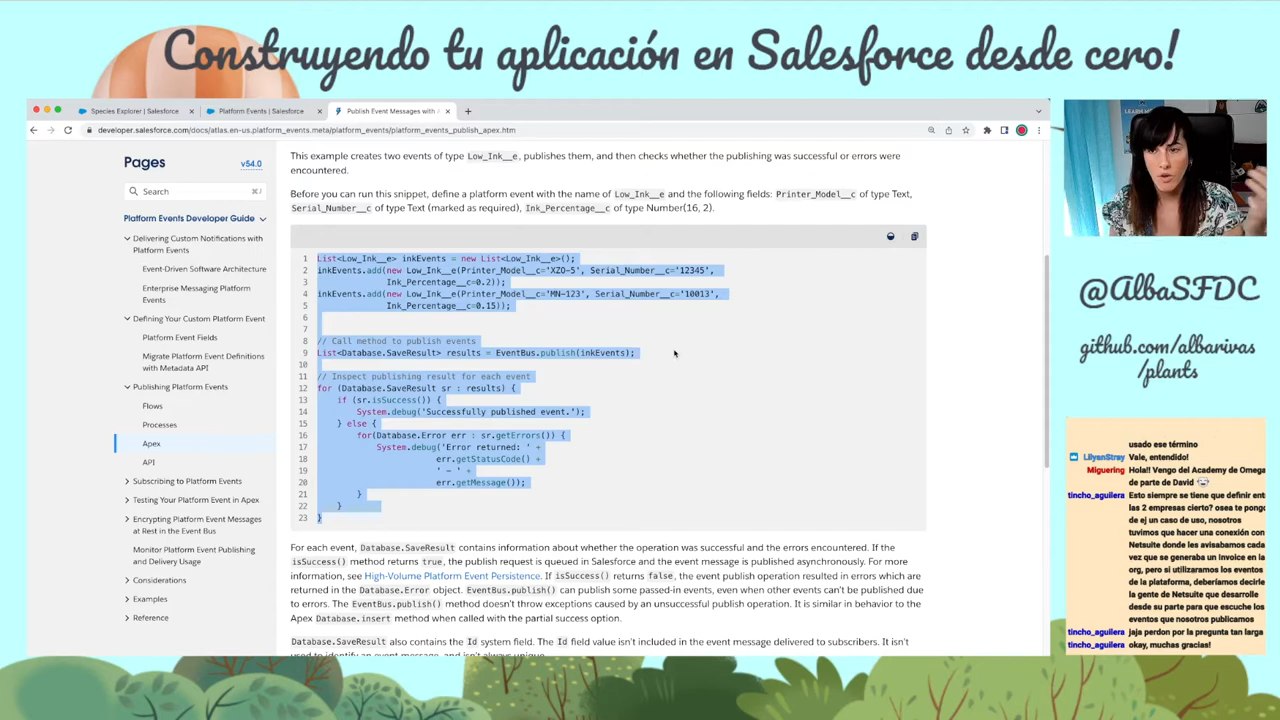 Construyendo tu aplicación en Salesforce desde cero!
Species Explorer | Salesforce
Platform Events | Salesforce
Publish Event Messages with
developer.salesforce.com/docs/atlas.en-us.platform_events.meta/platform_events/platform_events_publish_apex.htm
Pages
v54.0
Search
Platform Events Developer Guide
Delivering Custom Notifications with
Platform Events
Event-Driven Software Architecture
Enterprise Messaging Platform
Events
Defining Your Custom Platform Event
Platform Event Fields
Migrate Platform Event Definitions
with Metadata API
Publishing Platform Events
Flows
Processes
Apex
API
Subscribing to Platform Events
Testing Your Platform Event in Apex
Encrypting Platform Event Messages
at Rest in the Event Bus
Monitor Platform Event Publishing
and Delivery Usage
Considerations
Examples
Reference
This example creates two events of type Low_Ink__e, publishes them, and then checks whether the publishing was successful or errors were
encountered.
Before you can run this snippet, define a platform event with the name of Low_Ink__e and the following fields: Printer_Model__c of type Text,
Serial_Number__c of type Text (marked as required), Ink_Percentage__c of type Number(16, 2).
1 List<Low_Ink__e> inkEvents = new List<Low_Ink__e>();
2 inkEvents.add(new Low_Ink__e(Printer_Model__c='XZO-5', Serial_Number__c='12345',
3 Ink_Percentage__c=0.2));
4 inkEvents.add(new Low_Ink__e(Printer_Model__c='MN-123', Serial_Number__c='10013',
5 Ink_Percentage__c=0.15));
6
7
8 // Call method to publish events
9 List<Database.SaveResult> results = EventBus.publish(inkEvents);
10
11 // Inspect publishing result for each event
12 for (Database.SaveResult sr : results) {
13 if (sr.isSuccess()) {
14 System.debug('Successfully published event.');
15 } else {
16 for(Database.Error err : sr.getErrors()) {
17 System.debug('Error returned: ' +
18 err.getStatusCode() +
19 ' - ' +
20 err.getMessage());
21 }
22 }
23 }
For each event, Database.SaveResult contains information about whether the operation was successful and the errors encountered. If the
isSuccess() method returns true, the publish request is queued in Salesforce and the event message is published asynchronously. For more
information, see High-Volume Platform Event Persistence. If isSuccess() returns false, the event publish operation resulted in errors which are
returned in the Database.Error object. EventBus.publish() can publish some passed-in events, even when other events can't be published due
to errors. The EventBus.publish() method doesn't throw exceptions caused by an unsuccessful publish operation. It is similar in behavior to the
Apex Database.insert method when called with the partial success option.
Database.SaveResult also contains the Id system field. The Id field value isn't included in the event message delivered to subscribers. It isn't
used to identify an event message, and isn't always unique.
@AlbaSFDC
github.com/albarivas
/plants
usado ese término
LilyanStray Vale, entendido!
Miguering Hola!! Vengo del Academy de Omega
de parte de David
tincho_aguilera Esto siempre se tiene que definir ent
las 2 empresas cierto? osea te pongo
de ej un caso de uso, nosotros
tuvimos que hacer una conexión con
Netsuite donde les avisabamos cada
vez que se generaba un invoice en la
org, pero si utilizaramos los eventos
de la plataforma, deberiamos decirle
la gente de Netsuite que desarrolle
desde su parte para que escuche los
eventos que nosotros publicamos
tincho_aguilera jaja perdon por la pregunta tan larga
tincho_aguilera okay, muchas gracias!